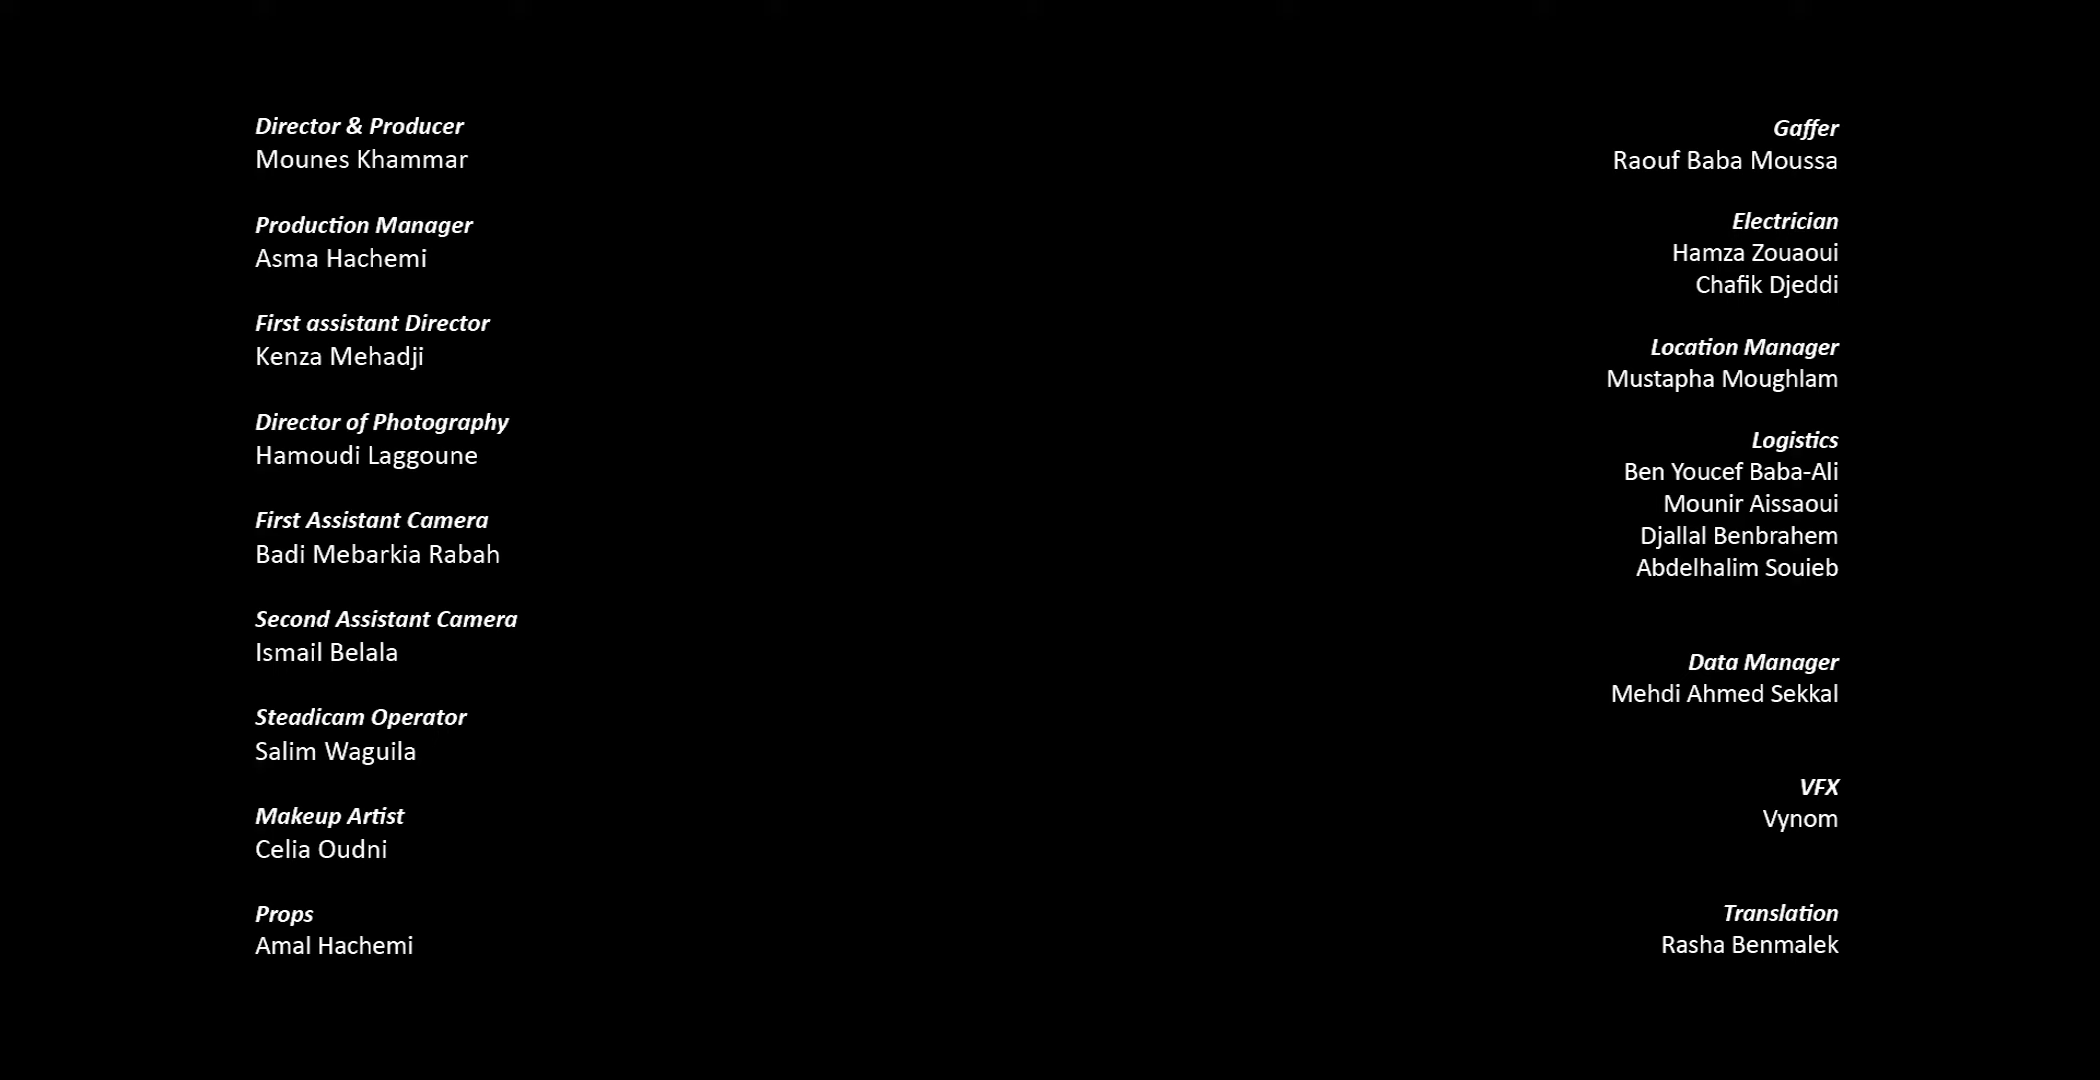 Director & Producer
Mounes Khammar
Production Manager
Asma Hachemi
First assistant Director
Kenza Mehadji
Director of Photography
Hamoudi Laggoune
First Assistant Camera
Badi Mebarkia Rabah
Second Assistant Camera
Ismail Belala
Steadicam Operator
Salim Waguila
Makeup Artist
Celia Oudni
Props
Amal Hachemi
Gaffer
Raouf Baba Moussa
Electrician
Hamza Zouaoui
Chafik Djeddi
Location Manager
Mustapha Moughlam
Logistics
Ben Youcef Baba-Ali
Mounir Aissaoui
Djallal Benbrahem
Abdelhalim Souieb
Data Manager
Mehdi Ahmed Sekkal
VFX
Vynom
Translation
Rasha Benmalek